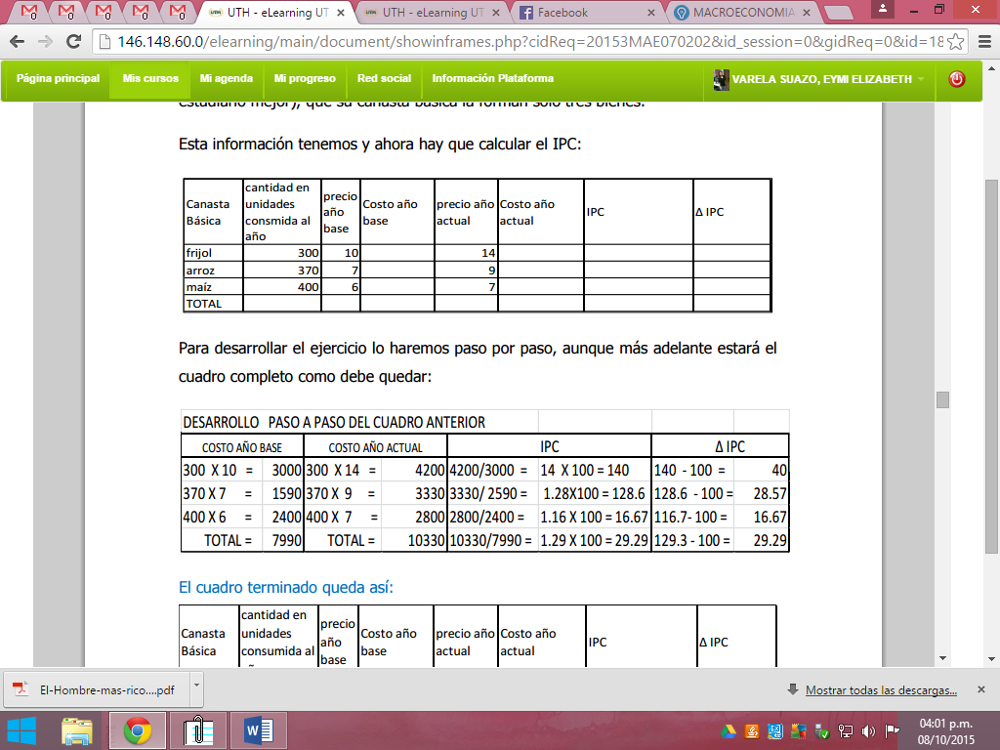 UTH - eLearning UT
UTH - eLearning UT
Facebook
MACROECONOMIA
146.148.60.0/elearning/main/document/showinframes.php?cidReq=20153MAE070202&id_session=0&gidReq=0&id=18
Página principal Mis cursos Mi agenda Mi progreso Red social Información Plataforma VARELA SUAZO, EYMI ELIZABETH
estudiarlo mejor), que su canasta básica la forman solo tres bienes.
Esta información tenemos y ahora hay que calcular el IPC:
Canasta Básica cantidad en unidades consmida al año precio año base Costo año base precio año actual Costo año actual IPC Δ IPC
frijol 300 10 14
arroz 370 7 9
maíz 400 6 7
TOTAL
Para desarrollar el ejercicio lo haremos paso por paso, aunque más adelante estará el
cuadro completo como debe quedar:
DESARROLLO PASO A PASO DEL CUADRO ANTERIOR
COSTO AÑO BASE COSTO AÑO ACTUAL IPC Δ IPC
300 X 10 = 3000 300 X 14 = 4200 4200/3000 = 14 X 100 = 140 140 - 100 = 40
370 X 7 = 1590 370 X 9 = 3330 3330/ 2590 = 1.28X100 = 128.6 128.6 - 100 = 28.57
400 X 6 = 2400 400 X 7 = 2800 2800/2400 = 1.16 X 100 = 16.67 116.7- 100 = 16.67
TOTAL = 7990 TOTAL = 10330 10330/7990 = 1.29 X 100 = 29.29 129.3 - 100 = 29.29
El cuadro terminado queda así:
Canasta Básica cantidad en unidades consumida al precio año base Costo año base precio año actual Costo año actual IPC Δ IPC
El-Hombre-mas-rico....pdf
Mostrar todas las descargas...
04:01 p.m.
08/10/2015